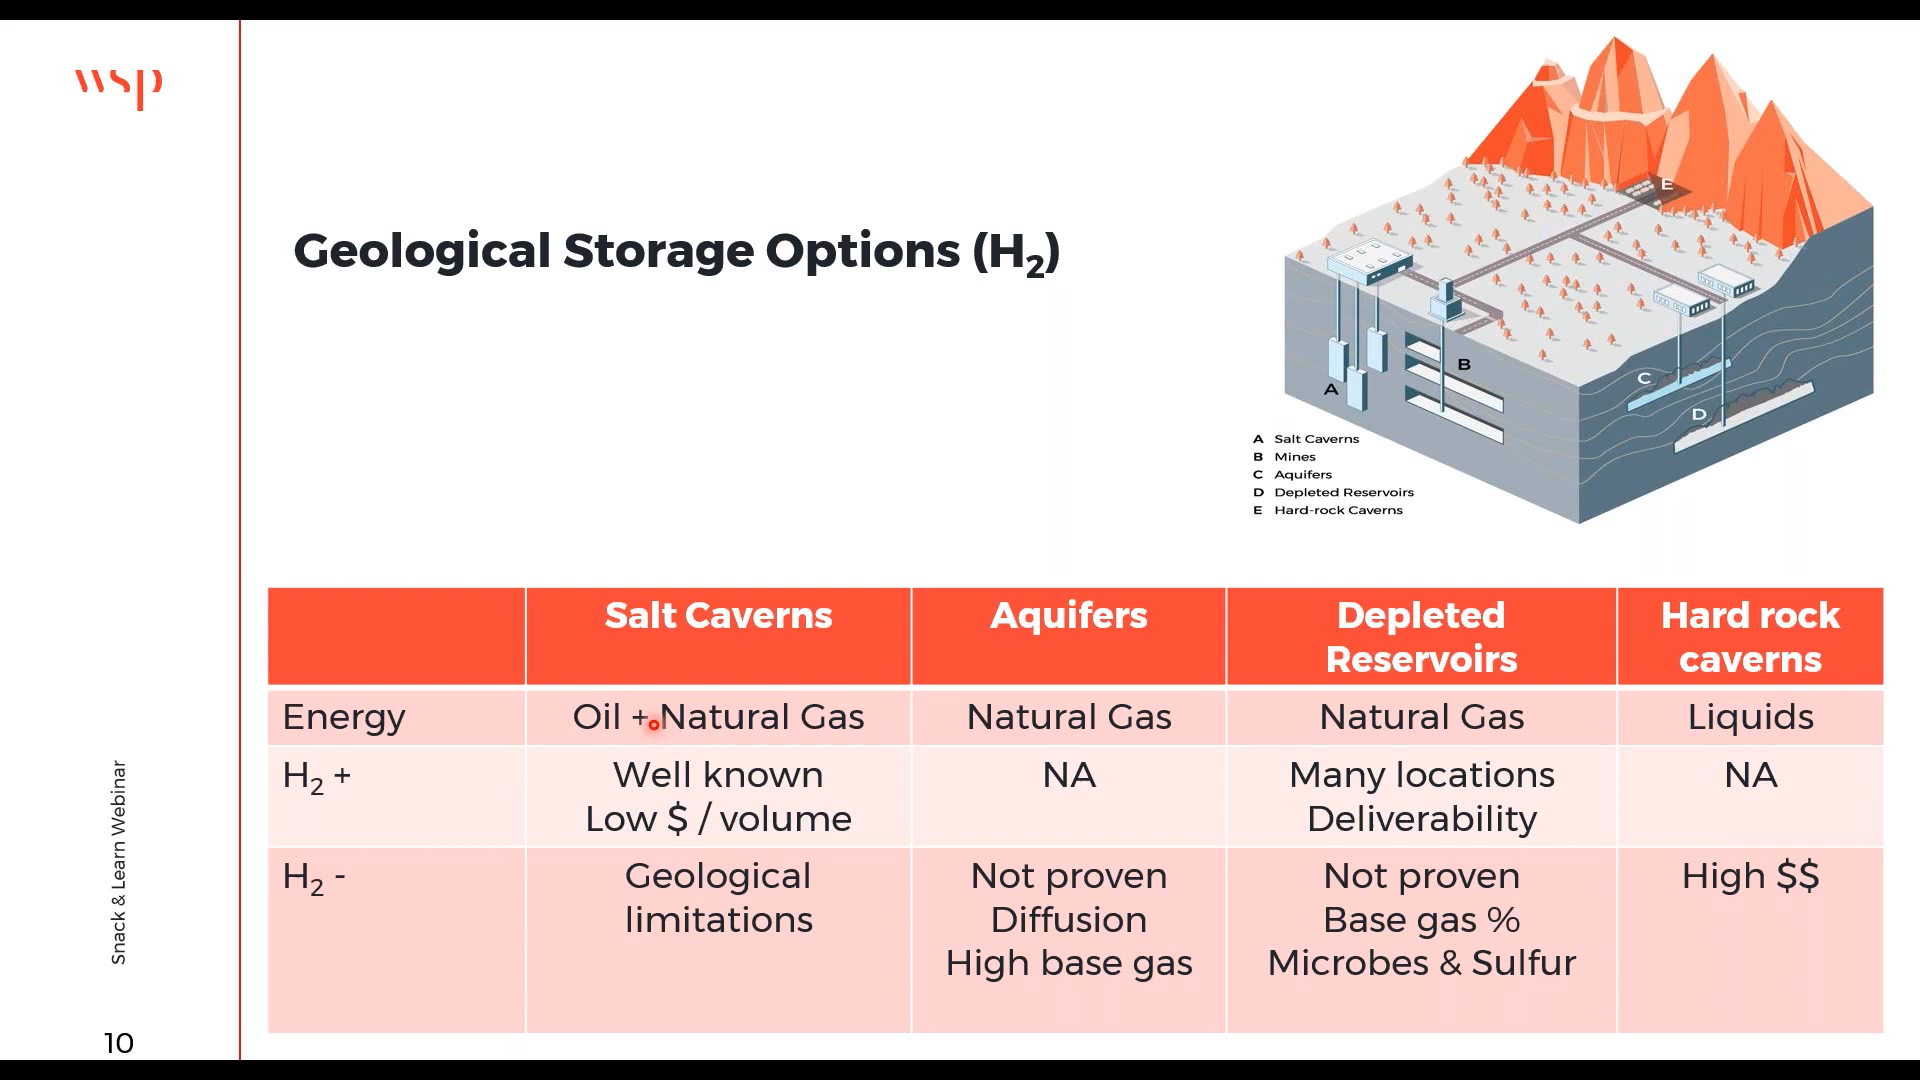 wsp
Geological Storage Options (H₂)
E
B
A
C
D
A Salt Caverns
B Mines
C Aquifers
D Depleted Reservoirs
E Hard-rock Caverns
Salt Caverns
Aquifers
Depleted
Reservoirs
Hard rock
caverns
Energy
Oil + Natural Gas
Natural Gas
Natural Gas
Liquids
H₂ +
Well known
Low $ / volume
NA
Many locations
Deliverability
NA
H₂ -
Geological
limitations
Not proven
Diffusion
High base gas
Not proven
Base gas %
Microbes & Sulfur
High $$
Snack & Learn Webinar
10